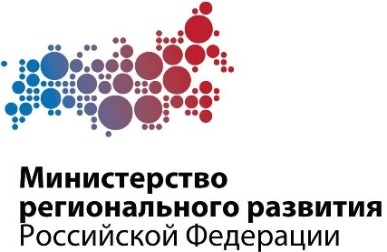 Министерство
регионального развития
Российской Федерации